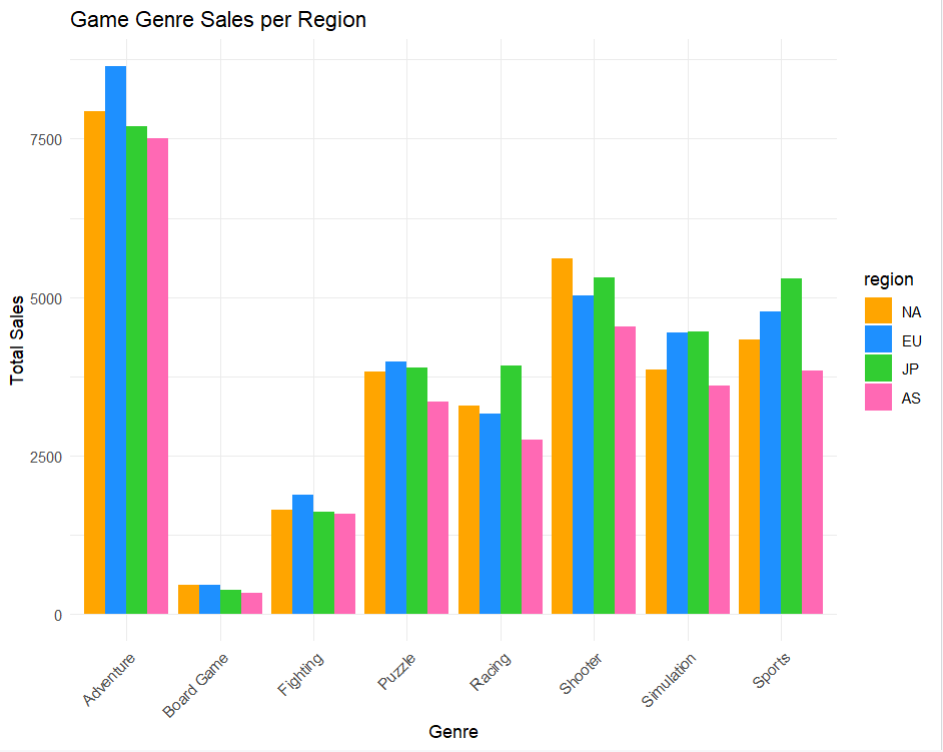 Game Genre Sales per Region
7500
5000
2500
0
Total Sales
Adventure
Board Game
Fighting
Puzzle
Racing
Shooter
Simulation
Sports
Genre
region
NA
EU
JP
AS